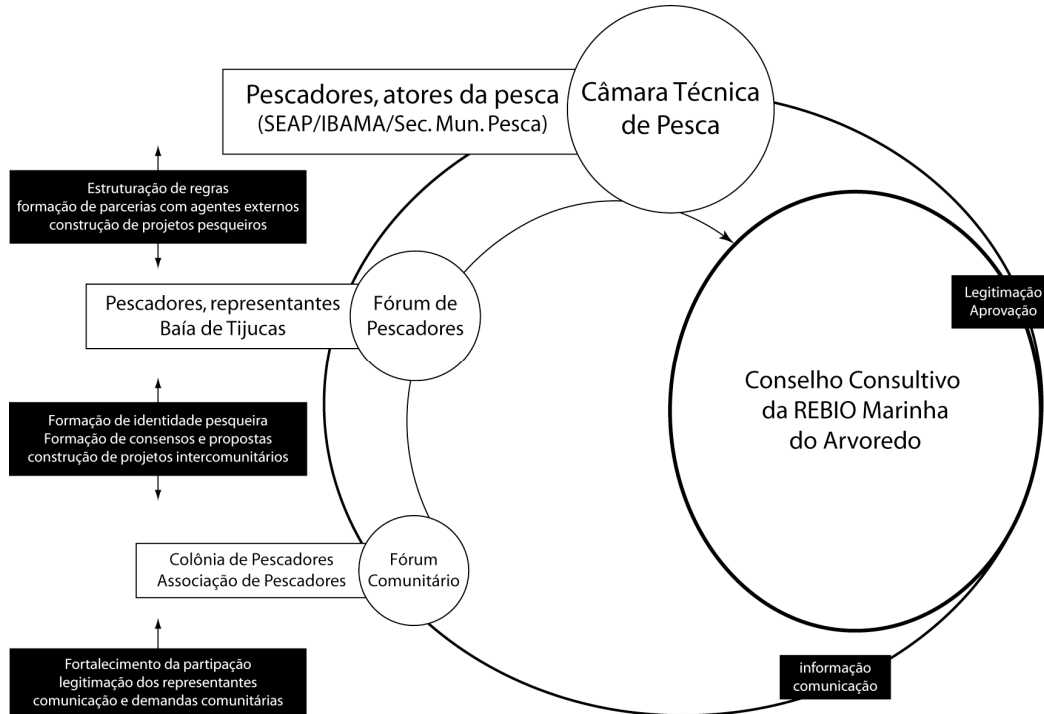 Pescadores, atores da pesca
(SEAP/IBAMA/Sec. Mun. Pesca)
Câmara Técnica
de Pesca
Estruturação de regras
formação de parcerias com agentes externos
construção de projetos pesqueiros
Pescadores, representantes
Baía de Tijucas
Fórum de
Pescadores
Legitimação
Aprovação
Conselho Consultivo
da REBIO Marinha
do Arvoredo
Formação de identidade pesqueira
Formação de consensos e propostas
construção de projetos intercomunitários
Colônia de Pescadores
Associação de Pescadores
Fórum
Comunitário
Fortalecimento da partipação
legitimação dos representantes
comunicação e demandas comunitárias
informação
comunicação